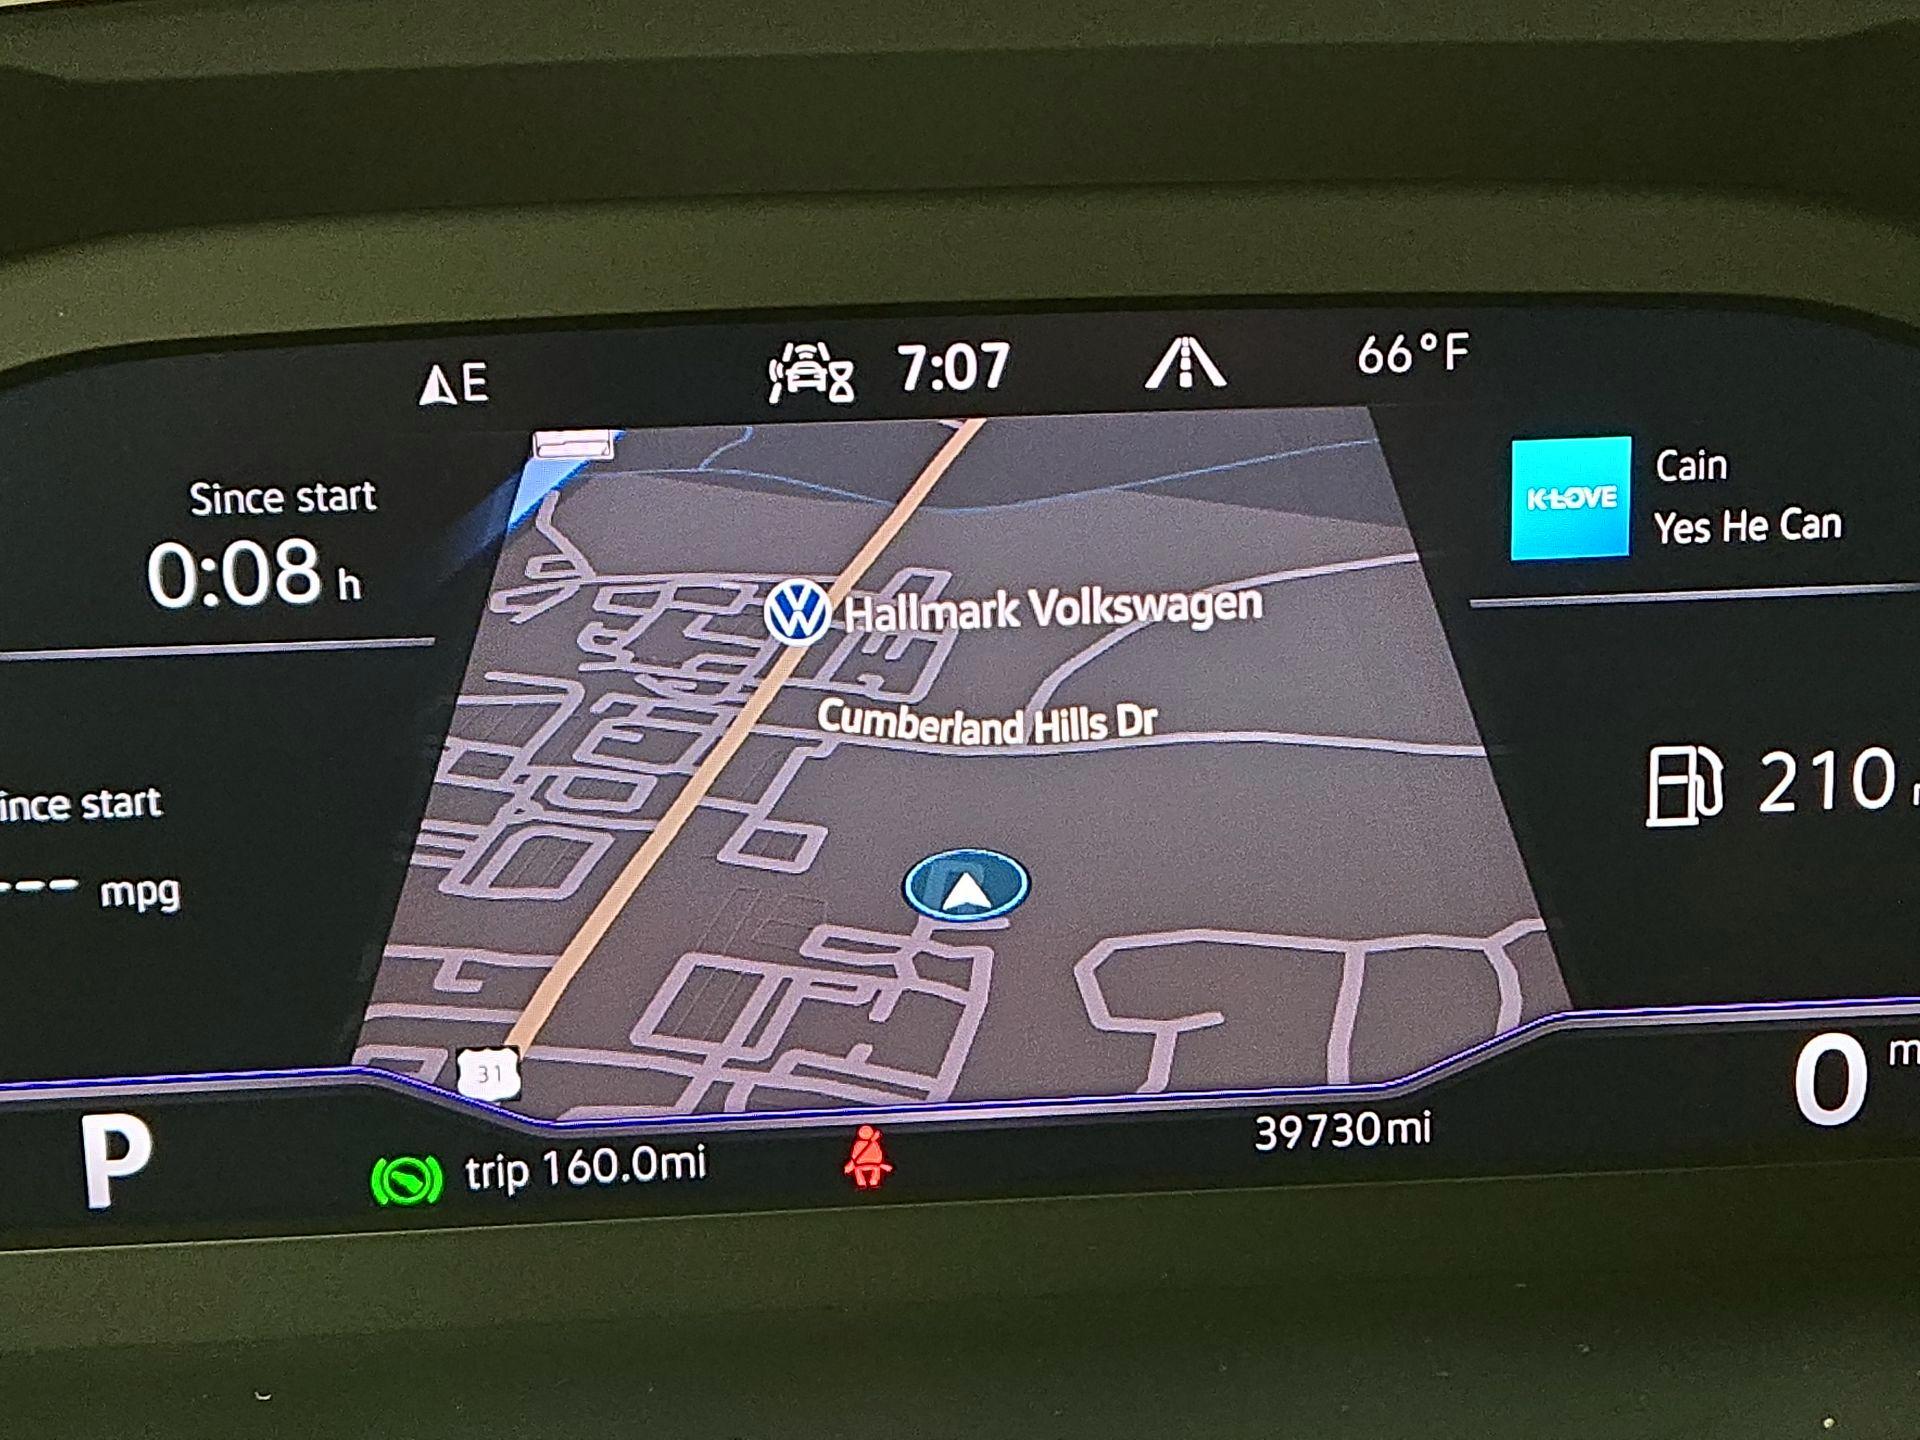 E
7:07
66°F
Since start
0:08 h
K-LOVE
Cain
Yes He Can
Hallmark Volkswagen
Cumberland Hills Dr
ince start
--- mpg
210
31
P
trip 160.0mi
39730mi
0 m